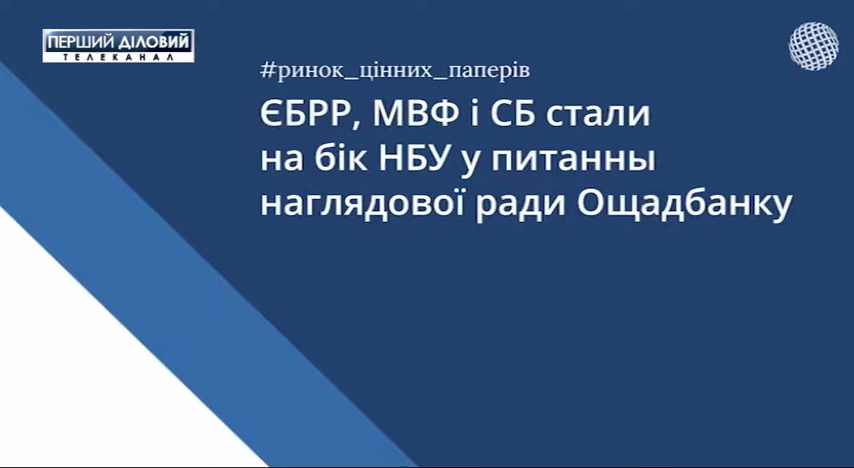 ПЕРШИЙ ДІЛОВИЙ
ТЕЛЕКАНАЛ
#ринок_цінних_паперів
ЄБРР, МВФ і СБ стали
на бік НБУ у питанны
наглядової ради Ощадбанку